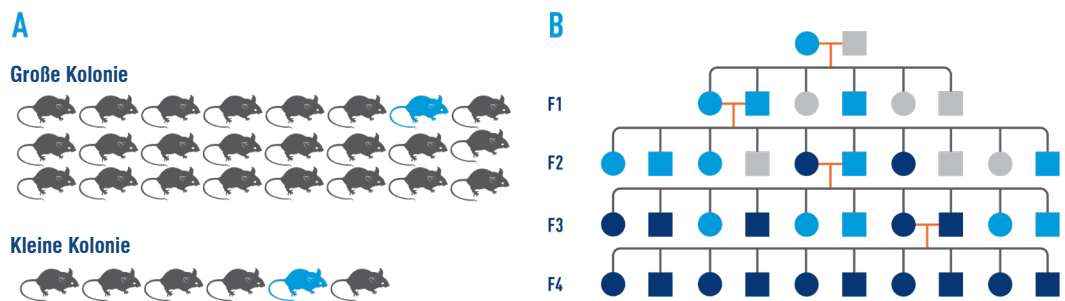 A
Große Kolonie
Kleine Kolonie
B
F1
F2
F3
F4